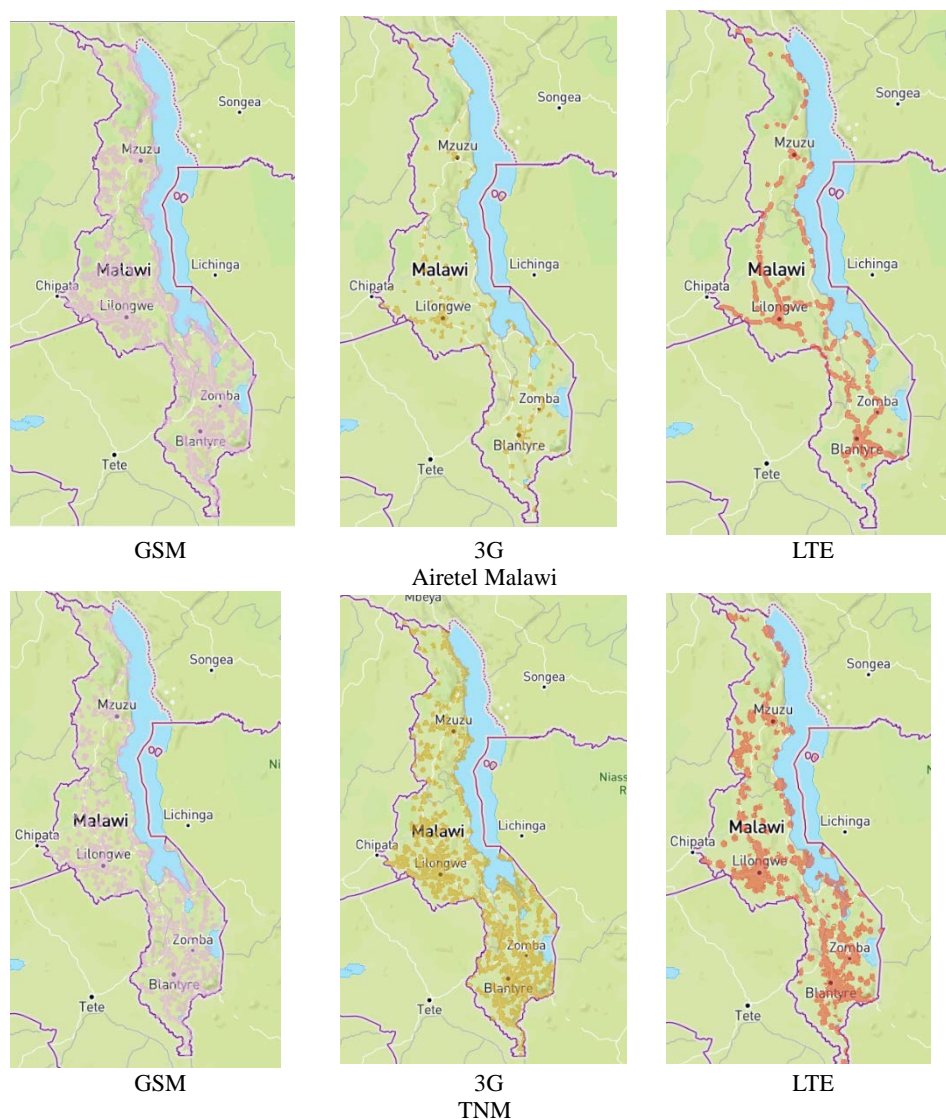 Songea
Mzuzu
Malawi
Lichinga
Chipata
Lilongwe
Zomba
Blantyre
Tete
Songea
Mzuzu
Malawi
Lichinga
Chipata
Lilongwe
Zomba
Blantyre
Tete
Songea
Mzuzu
Malawi
Lichinga
Chipata
Lilongwe
Zomba
Blantyre
Tete
GSM
3G
LTE
Airetel Malawi
Songea
Mzuzu
Ni
Malawi
Lichinga
Chipata
Lilongwe
Zomba
Blantyre
Tete
Mbeya
Songea
Mzuzu
Niass
R
Malawi
Lichinga
Chipata
Lilongwe
Zomba
Blantyre
Tete
Songea
Mzuzu
N
Malawi
Lichinga
Chipata
Lilongwe
Zomba
Blantyre
Tete
GSM
3G
LTE
TNM